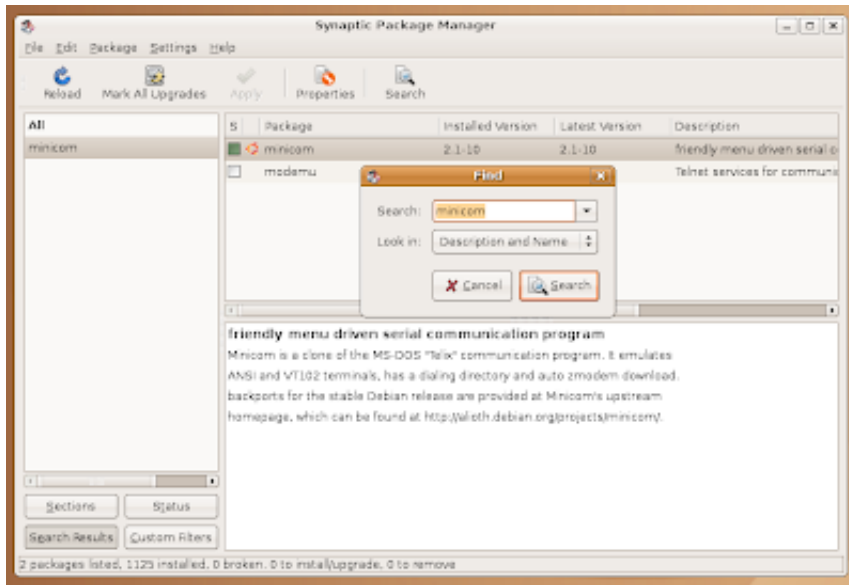 Synaptic Package Manager
File Edit Package Settings Help
Reload Mark All Upgrades Apply Properties Search
All
minicom
S Package Installed Version Latest Version Description
minicom 2.1-10 2.1-10 friendly menu driven serial c
modemu Telnet services for communi
Find
Search: minicom
Look in: Description and Name
Cancel Search
friendly menu driven serial communication program
Minicom is a clone of the MS-DOS "Telix" communication program. It emulates
ANSI and VT102 terminals, has a dialing directory and auto zmodem download.
backports for the stable Debian release are provided at Minicom's upstream
homepage, which can be found at http://alioth.debian.org/projects/minicom/.
Sections Status
Search Results Custom Filters
2 packages listed, 1125 installed, 0 broken. 0 to install/upgrade, 0 to remove